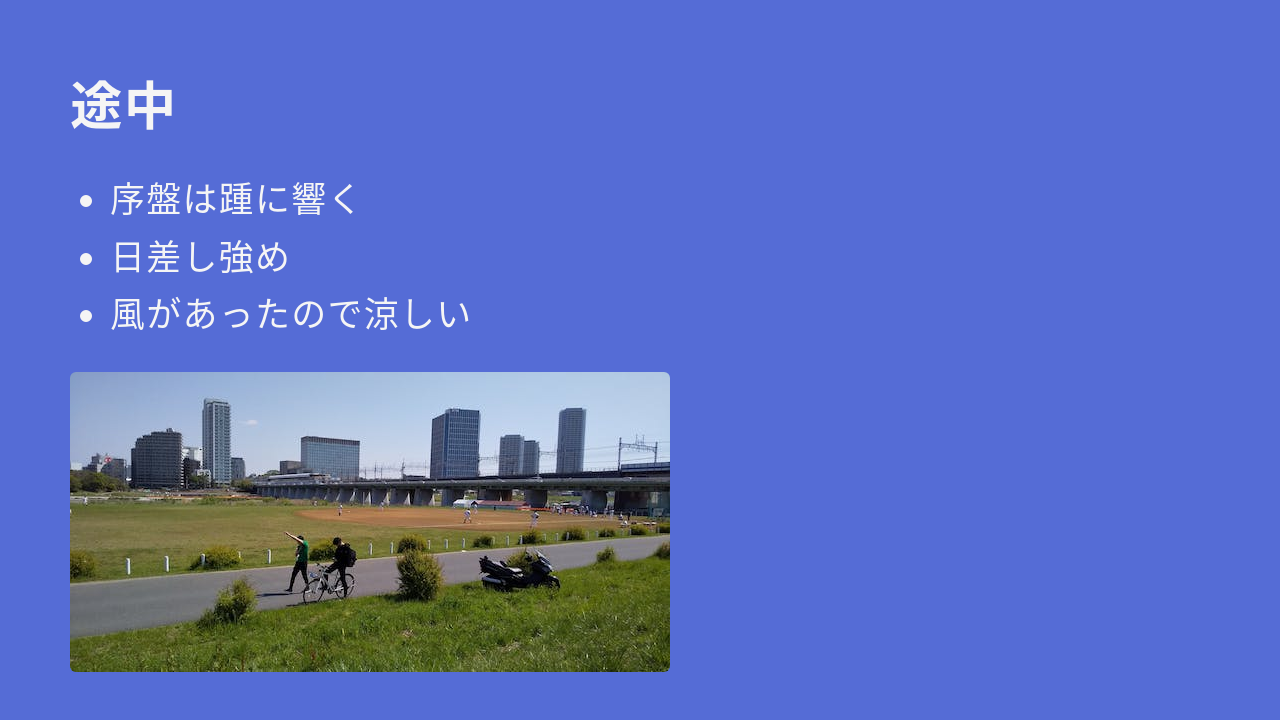 途中
序盤は踵に響く
日差し強め
風があったので涼しい